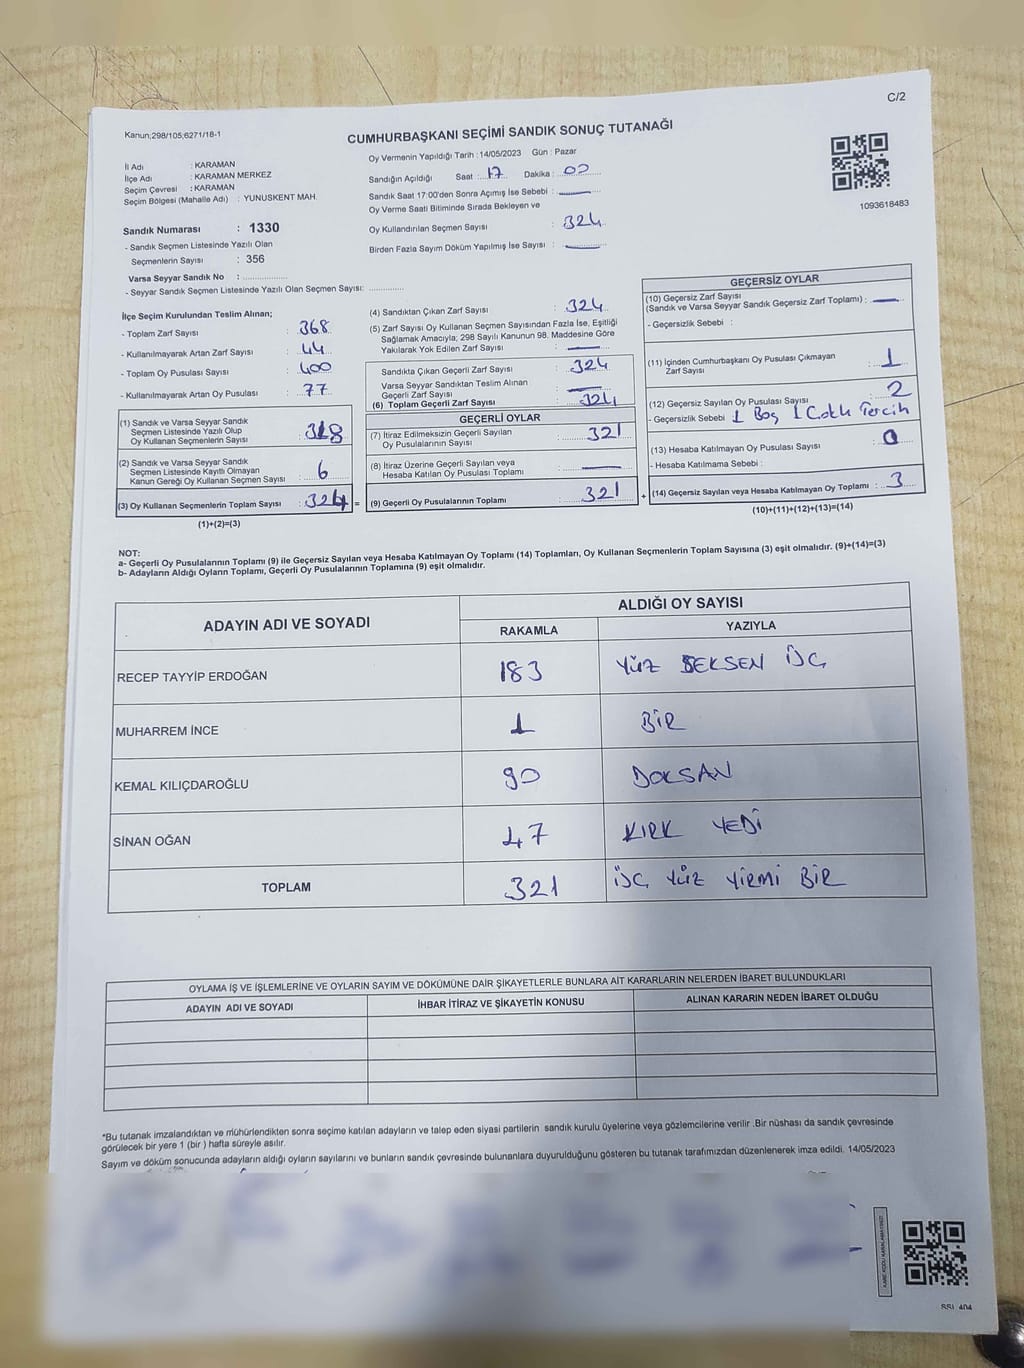 C/2
Kanun;298/105;6271/18-1
CUMHURBAŞKANI SEÇİMİ SANDIK SONUÇ TUTANAĞI
İl Adı : KARAMAN
İlçe Adı : KARAMAN MERKEZ
Seçim Çevresi : KARAMAN
Seçim Bölgesi (Mahalle Adı) : YUNUSKENT MAH.
Oy Vermenin Yapıldığı Tarih : 14/05/2023 Gün : Pazar
Sandığın Açıldığı Saat : 17 Dakika : 00
Sandık Saat 17:00'den Sonra Açımış İse Sebebi :
Oy Verme Saati Bitiminde Sırada Bekleyen ve
Oy Kullandırılan Seçmen Sayısı : 324
Birden Fazla Sayım Döküm Yapılmış İse Sayısı :
1093618483
Sandık Numarası : 1330
- Sandık Seçmen Listesinde Yazılı Olan
Seçmenlerin Sayısı : 356
Varsa Seyyar Sandık No :
- Seyyar Sandık Seçmen Listesinde Yazılı Olan Seçmen Sayısı:
İlçe Seçim Kurulundan Teslim Alınan;
- Toplam Zarf Sayısı : 368
- Kullanılmayarak Artan Zarf Sayısı : 44
- Toplam Oy Pusulası Sayısı : 400
- Kullanılmayarak Artan Oy Pusulası : 77
(1) Sandık ve Varsa Seyyar Sandık
Seçmen Listesinde Yazılı Olup
Oy Kullanan Seçmenlerin Sayısı : 318
(2) Sandık ve Varsa Seyyar Sandık
Seçmen Listesinde Kayıtlı Olmayan
Kanun Gereği Oy Kullanan Seçmen Sayısı : 6
(3) Oy Kullanan Seçmenlerin Toplam Sayısı : 324 =
(1)+(2)=(3)
(4) Sandıktan Çıkan Zarf Sayısı : 324
(5) Zarf Sayısı Oy Kullanan Seçmen Sayısından Fazla İse, Eşitliği
Sağlamak Amacıyla; 298 Sayılı Kanunun 98. Maddesine Göre
Yakılarak Yok Edilen Zarf Sayısı :
Sandıkta Çıkan Geçerli Zarf Sayısı : 324
Varsa Seyyar Sandıktan Teslim Alınan
Geçerli Zarf Sayısı :
(6) Toplam Geçerli Zarf Sayısı : 324
GEÇERLİ OYLAR
(7) İtiraz Edilmeksizin Geçerli Sayılan
Oy Pusulalarının Sayısı : 321
(8) İtiraz Üzerine Geçerli Sayılan veya
Hesaba Katılan Oy Pusulası Toplamı :
(9) Geçerli Oy Pusulalarının Toplamı : 321 +
GEÇERSİZ OYLAR
(10) Geçersiz Zarf Sayısı
(Sandık ve Varsa Seyyar Sandık Geçersiz Zarf Toplamı) :
- Geçersizlik Sebebi :
(11) İçinden Cumhurbaşkanı Oy Pusulası Çıkmayan
Zarf Sayısı : 1
(12) Geçersiz Sayılan Oy Pusulası Sayısı : 2
- Geçersizlik Sebebi : 1 Boş 1 Çoklu Tercih
(13) Hesaba Katılmayan Oy Pusulası Sayısı : 0
- Hesaba Katılmama Sebebi :
(14) Geçersiz Sayılan veya Hesaba Katılmayan Oy Toplamı : 3
(10)+(11)+(12)+(13)=(14)
NOT:
a- Geçerli Oy Pusulalarının Toplamı (9) ile Geçersiz Sayılan veya Hesaba Katılmayan Oy Toplamı (14) Toplamları, Oy Kullanan Seçmenlerin Toplam Sayısına (3) eşit olmalıdır. (9)+(14)=(3)
b- Adayların Aldığı Oyların Toplamı, Geçerli Oy Pusulalarının Toplamına (9) eşit olmalıdır.
ADAYIN ADI VE SOYADI ALDIĞI OY SAYISI
RAKAMLA YAZIYLA
RECEP TAYYİP ERDOĞAN 183 YÜZ SEKSEN ÜÇ
MUHARREM İNCE 1 BİR
KEMAL KILIÇDAROĞLU 90 DOKSAN
SİNAN OĞAN 47 KIRK YEDİ
TOPLAM 321 ÜÇ YÜZ YİRMİ BİR
OYLAMA İŞ VE İŞLEMLERİNE VE OYLARIN SAYIM VE DÖKÜMÜNE DAİR ŞİKAYETLERLE BUNLARA AİT KARARLARIN NELERDEN İBARET BULUNDUKLARI
ADAYIN ADI VE SOYADI İHBAR İTİRAZ VE ŞİKAYETİN KONUSU ALINAN KARARIN NEDEN İBARET OLDUĞU
*Bu tutanak imzalandıktan ve mühürlendikten sonra seçime katılan adayların ve talep eden siyasi partilerin sandık kurulu üyelerine veya gözlemcilerine verilir .Bir nüshası da sandık çevresinde
görülecek bir yere 1 (bir ) hafta süreyle asılır.
Sayım ve döküm sonucunda adayların aldığı oyların sayılarını ve bunların sandık çevresinde bulunanlara duyurulduğunu gösteren bu tutanak tarafımızdan düzenlenerek imza edildi. 14/05/2023